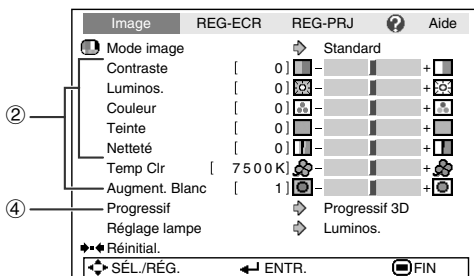 Image REG-ECR REG-PRJ ? Aide
Mode image Standard
Contraste [ 0] - +
Luminos. [ 0] - +
Couleur [ 0] - +
Teinte [ 0] - +
Netteté [ 0] - +
Temp Clr [ 7500K] - +
Augment. Blanc [ 1] - +
Progressif Progressif 3D
Réglage lampe Luminos.
Réinitial.
SÉL./RÉG. ENTR. FIN
②
④